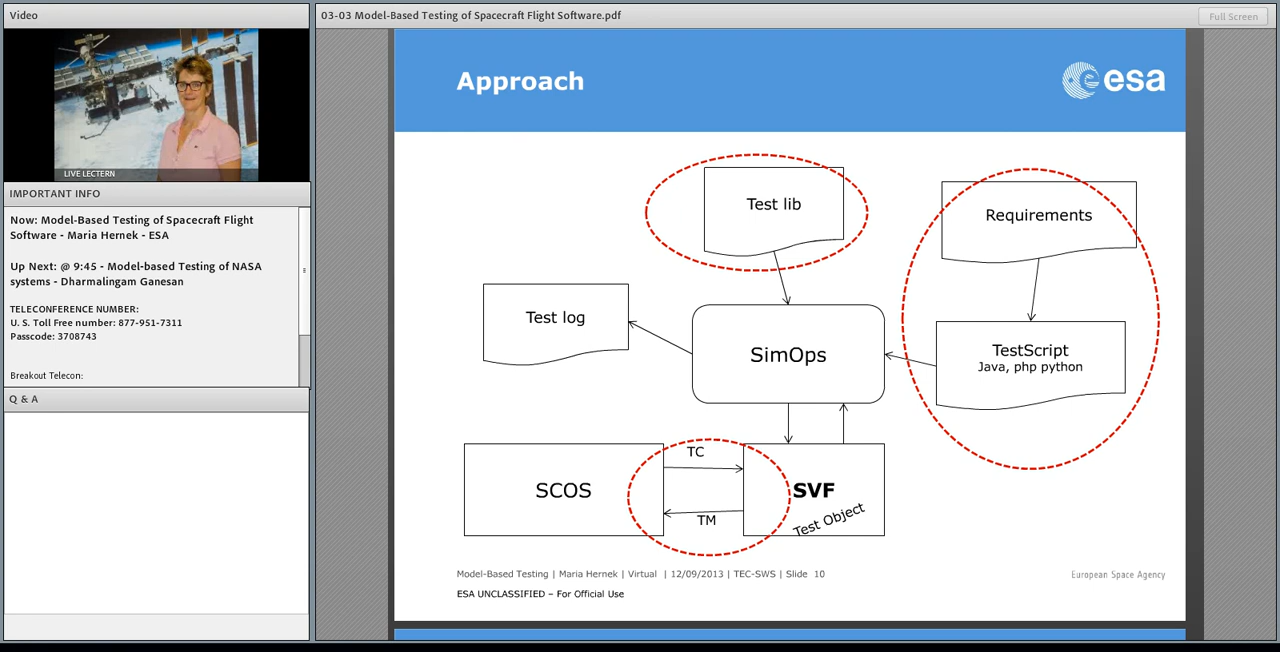 Video
LIVE LECTERN
IMPORTANT INFO
Now: Model-Based Testing of Spacecraft Flight
Software - Maria Hernek - ESA
Up Next: @ 9:45 - Model-based Testing of NASA
systems - Dharmalingam Ganesan
TELECONFERENCE NUMBER:
U. S. Toll Free number: 877-951-7311
Passcode: 3708743
Breakout Telecon:
Q & A
03-03 Model-Based Testing of Spacecraft Flight Software.pdf
Full Screen
Approach
esa
Test lib
Requirements
Test log
SimOps
TestScript
Java, php python
SCOS
TC
TM
SVF
Test Object
Model-Based Testing | Maria Hernek | Virtual | 12/09/2013 | TEC-SWS | Slide 10
European Space Agency
ESA UNCLASSIFIED – For Official Use